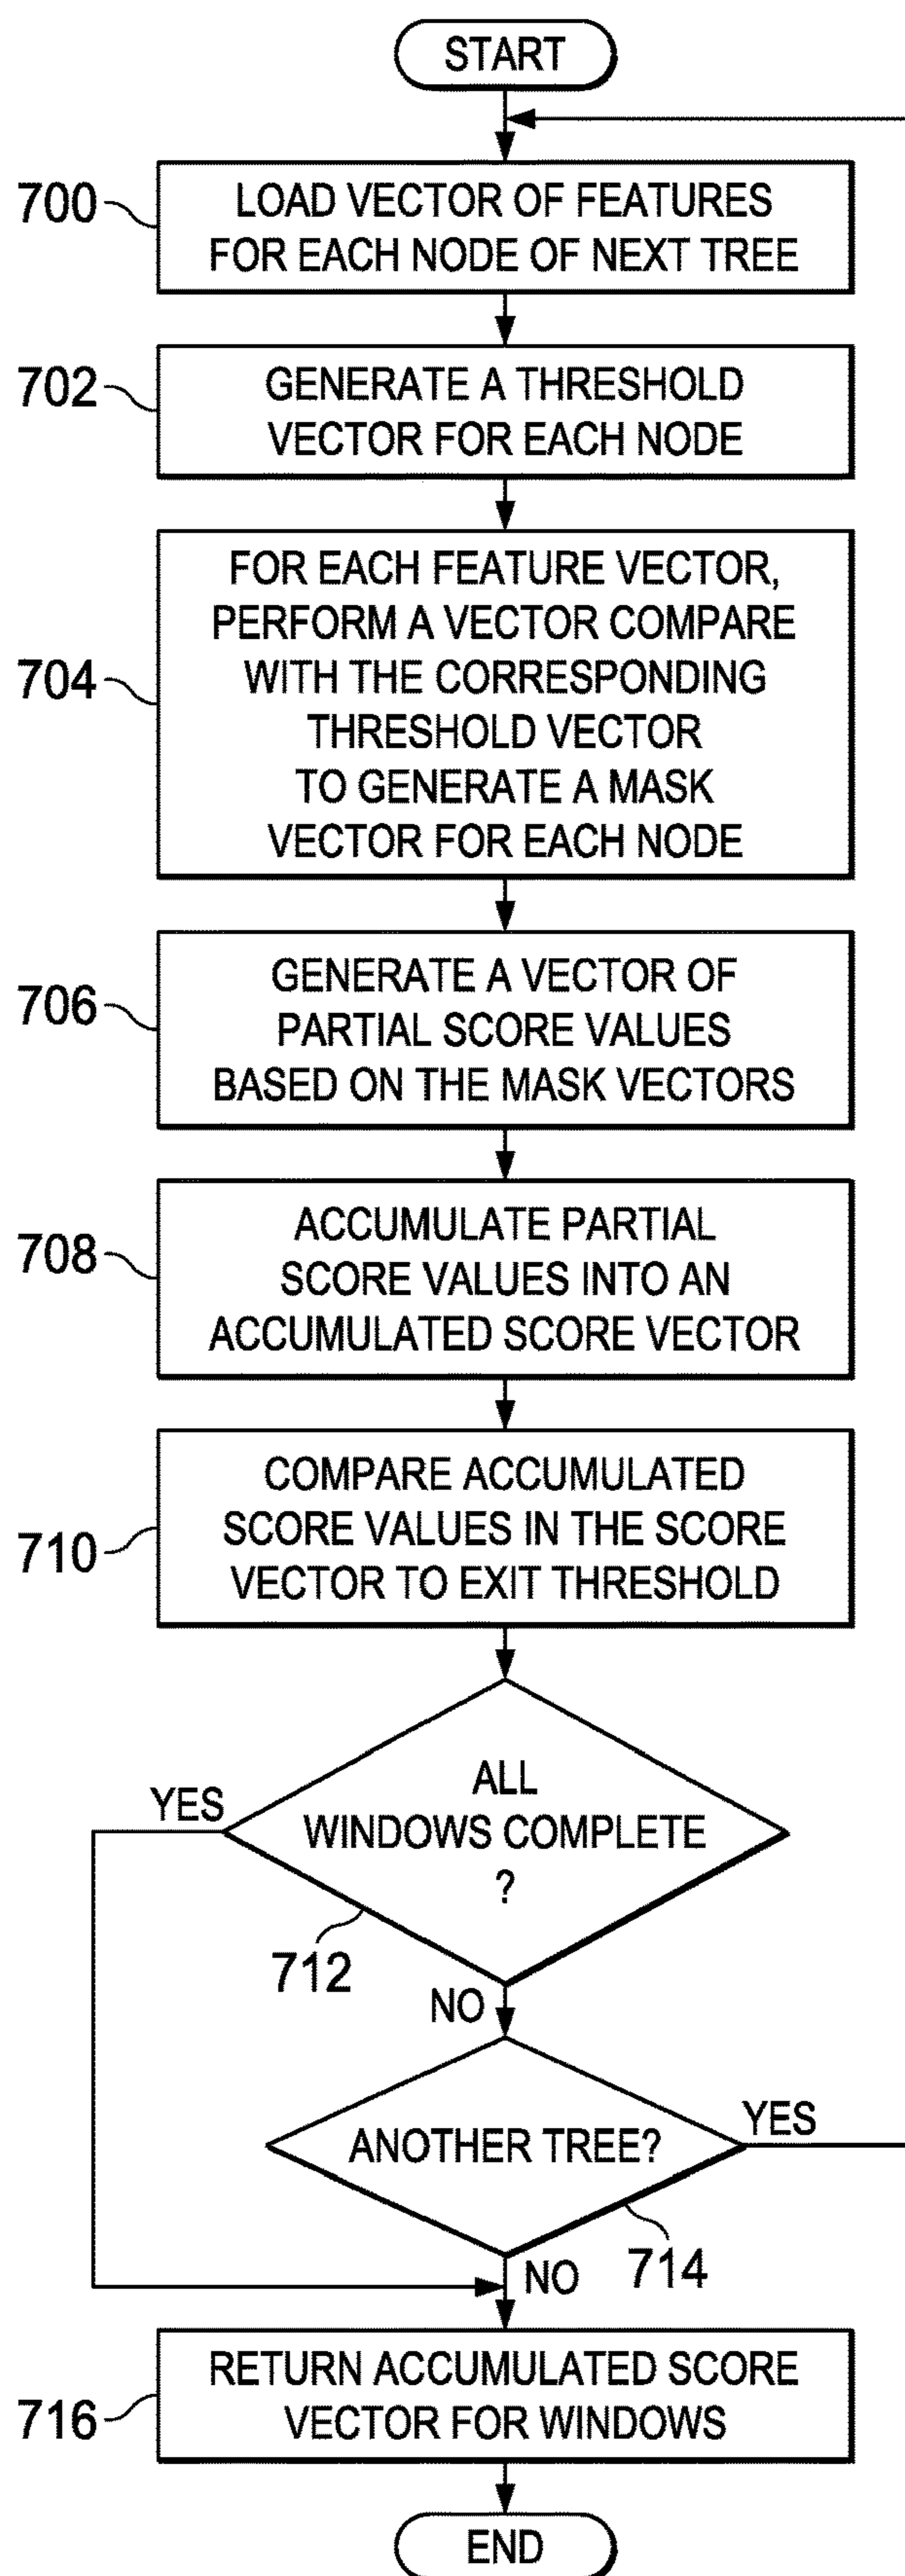 START
700
LOAD VECTOR OF FEATURES
FOR EACH NODE OF NEXT TREE
702
GENERATE A THRESHOLD
VECTOR FOR EACH NODE
704
FOR EACH FEATURE VECTOR,
PERFORM A VECTOR COMPARE
WITH THE CORRESPONDING
THRESHOLD VECTOR
TO GENERATE A MASK
VECTOR FOR EACH NODE
706
GENERATE A VECTOR OF
PARTIAL SCORE VALUES
BASED ON THE MASK VECTORS
708
ACCUMULATE PARTIAL
SCORE VALUES INTO AN
ACCUMULATED SCORE VECTOR
710
COMPARE ACCUMULATED
SCORE VALUES IN THE SCORE
VECTOR TO EXIT THRESHOLD
YES
ALL
WINDOWS COMPLETE
?
712
NO
ANOTHER TREE?
YES
714
NO
716
RETURN ACCUMULATED SCORE
VECTOR FOR WINDOWS
END